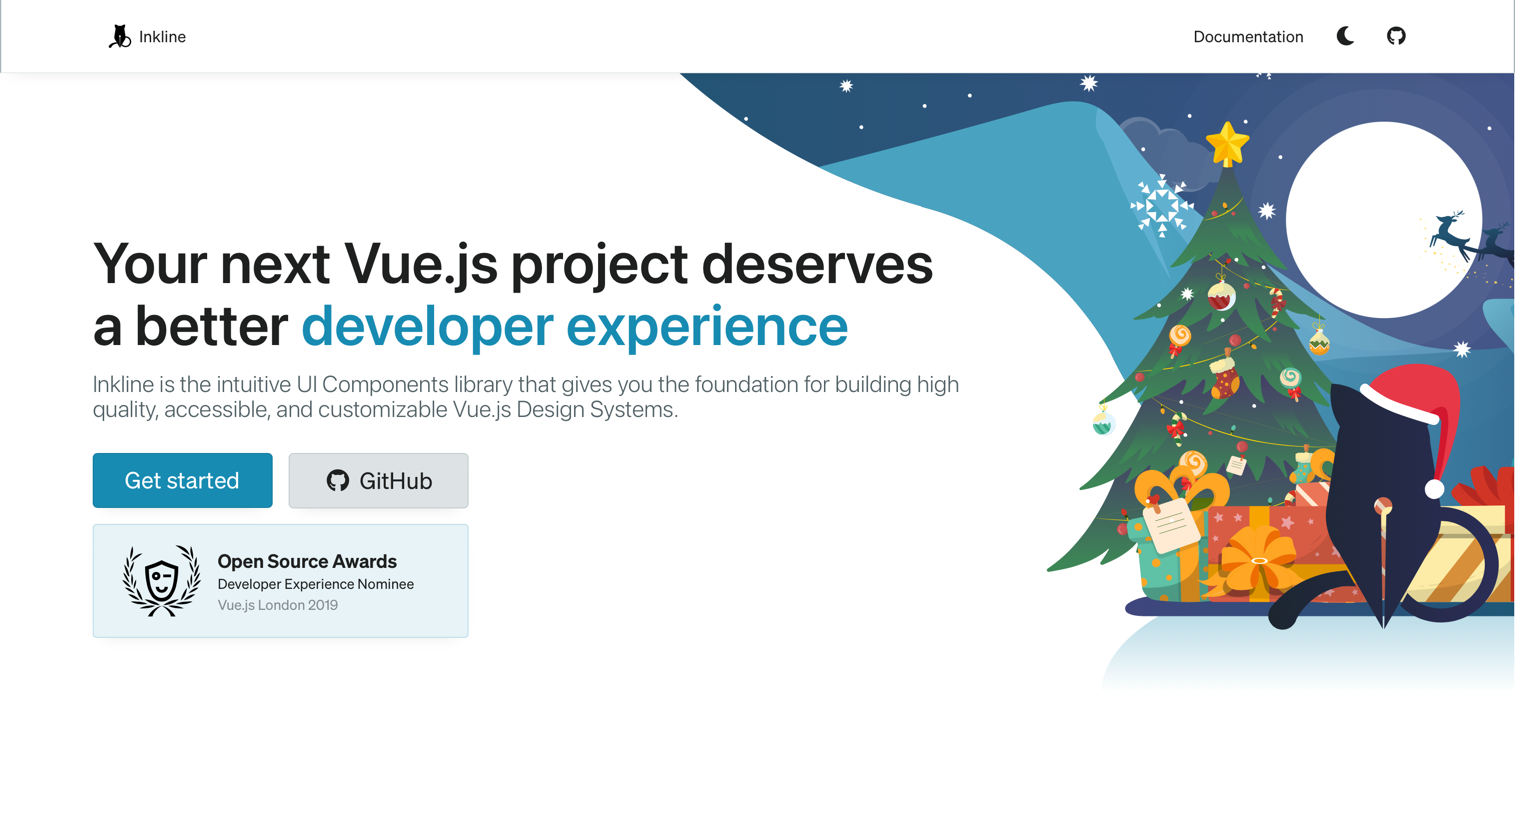 Inkline
Documentation
Your next Vue.js project deserves
a better developer experience
Inkline is the intuitive UI Components library that gives you the foundation for building high
quality, accessible, and customizable Vue.js Design Systems.
Get started
GitHub
Open Source Awards
Developer Experience Nominee
Vue.js London 2019